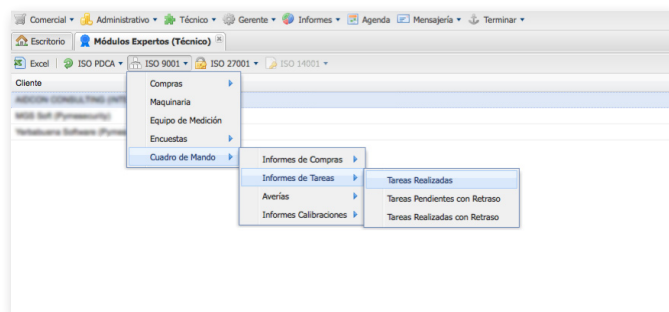 Comercial Administrativo Técnico Gerente Informes Agenda Mensajería Terminar
Escritorio Módulos Expertos (Técnico)
Excel ISO PDCA ISO 9001 ISO 27001 ISO 14001
Cliente
Compras
Maquinaria
Equipo de Medición
Encuestas
Cuadro de Mando
Informes de Compras
Informes de Tareas
Averías
Informes Calibraciones
Tareas Realizadas
Tareas Pendientes con Retraso
Tareas Realizadas con Retraso